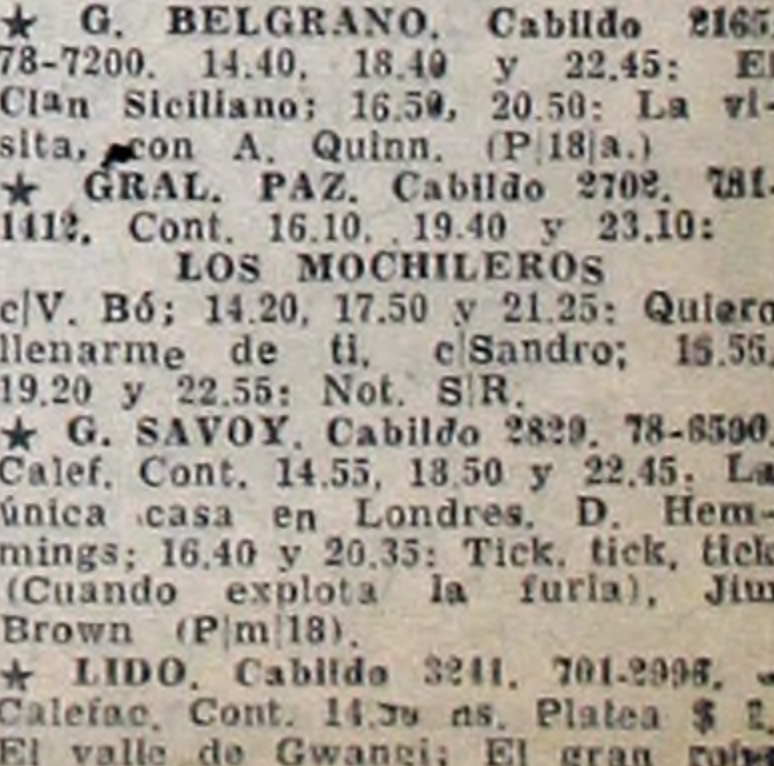 ★ G. BELGRANO. Cabildo 2165.
78-7200. 14.40, 18.40 y 22.45: El
Clan Siciliano; 16.50, 20.50: La vi-
sita, con A. Quinn. (P|18|a.)
★ GRAL. PAZ. Cabildo 2702. 781-
1412. Cont. 16.10, 19.40 y 23.10:
LOS MOCHILEROS
c|V. Bó; 14.20, 17.50 y 21.25: Quiero
llenarme de ti, c|Sandro; 15.55,
19.20 y 22.55: Not. S|R.
★ G. SAVOY. Cabildo 2829. 78-6500.
Calef. Cont. 14.55, 18.50 y 22.45: La
única casa en Londres. D. Hem-
mings; 16.40 y 20.35: Tick, tick, tick
(Cuando explota la furia), Jim
Brown (P|m|18).
★ LIDO. Cabildo 3241. 701-2996. -
Calefac. Cont. 14.30 hs. Platea $
El valle de Gwangi; El gran